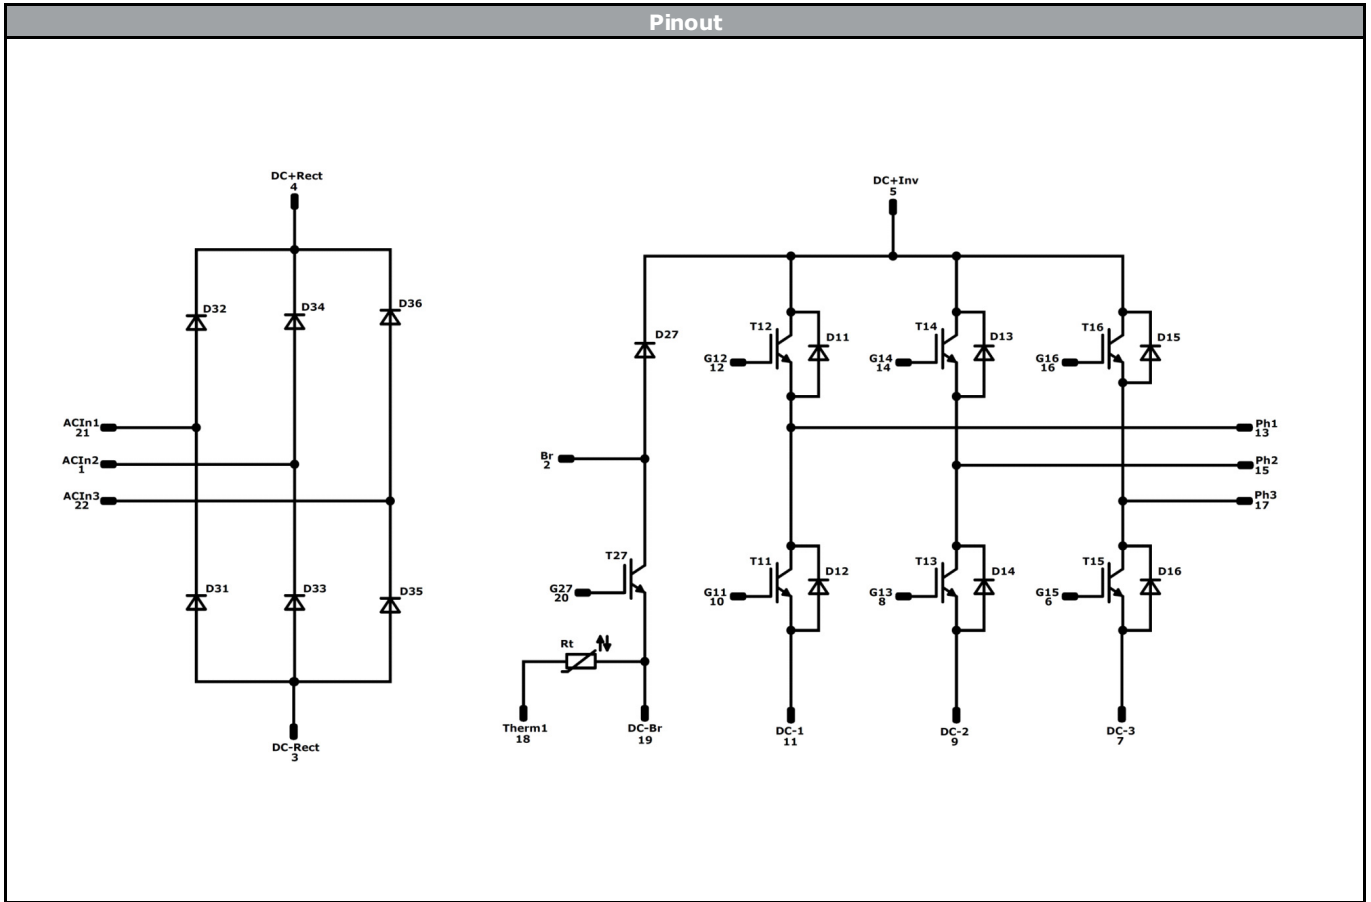 Pinout
DC+Rect
4
DC+Inv
5
D32
D34
D36
D27
T12
D11
G12
12
T14
D13
G14
14
T16
D15
G16
16
ACIn1
21
ACIn2
1
ACIn3
22
Br
2
Ph1
13
Ph2
15
Ph3
17
D31
D33
D35
T27
G27
20
T11
D12
G11
10
T13
D14
G13
8
T15
D16
G15
6
Rt
Therm1
18
DC-Br
19
DC-1
11
DC-2
9
DC-3
7
DC-Rect
3